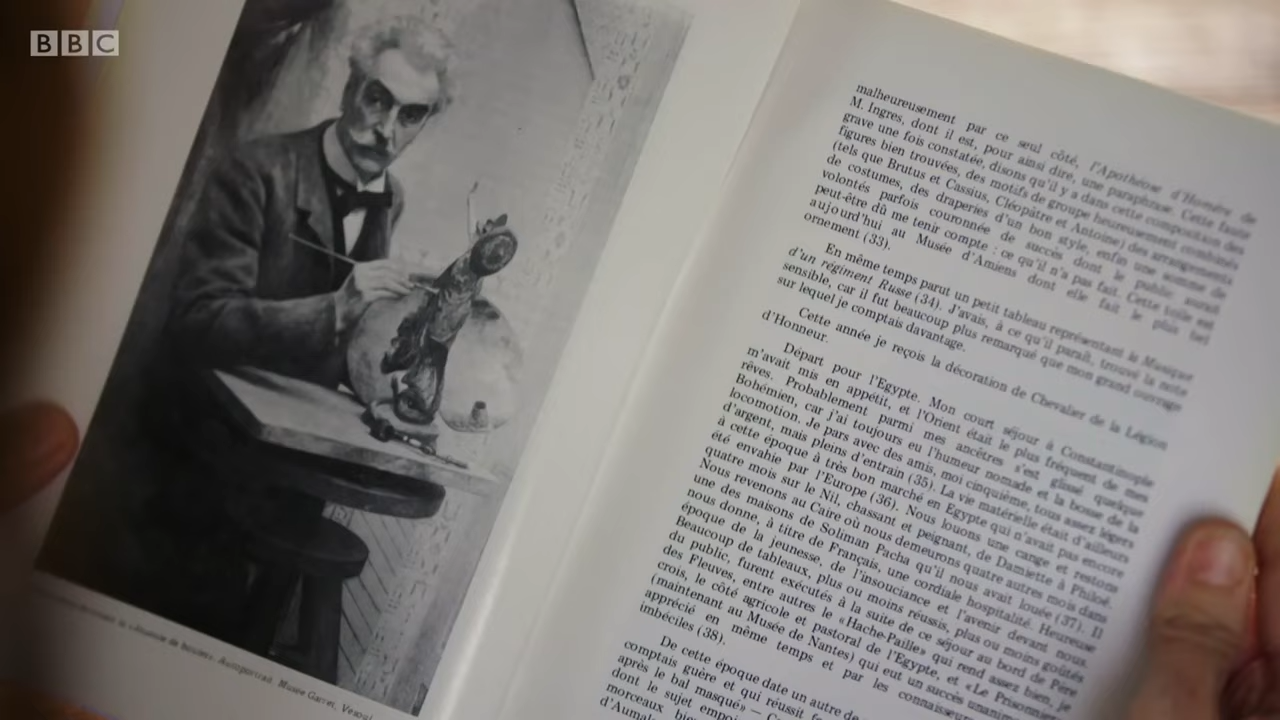 BBC
malheureusement par ce seul côté, l'Apothéose d'Homère de
M. Ingres, dont il est, pour ainsi dire, une paraphrase. Cette faute
grave une fois constatée, disons qu'il y a dans cette composition des
figures bien trouvées, des motifs de groupe heureusement combinés
(tels que Brutus et Cassius, Cléopâtre et Antoine) des arrangements
de costumes, des draperies d'un bon style, enfin une somme de
volontés parfois couronnée de succès dont le public aurait
peut-être dû me tenir compte : ce qu'il n'a pas fait. Cette toile est
aujourd'hui au Musée d'Amiens dont elle fait le plus bel
ornement (33).
En même temps parut un petit tableau représentant la Musique
d'un régiment Russe (34). J'avais, à ce qu'il paraît, trouvé la note
sensible, car il fut beaucoup plus remarqué que mon grand ouvrage
sur lequel je comptais davantage.
Cette année je reçois la décoration de Chevalier de la Légion
d'Honneur.
Départ pour l'Egypte. Mon court séjour à Constantinople
m'avait mis en appétit, et l'Orient était le plus fréquent de mes
rêves. Probablement parmi mes ancêtres s'est glissé quelque
Bohémien, car j'ai toujours eu l'humeur nomade et la bosse de la
locomotion. Je pars avec des amis, moi cinquième, tous assez légers
d'argent, mais pleins d'entrain (35). La vie matérielle était d'ailleurs
à cette époque à très bon marché en Egypte qui n'avait pas encore
été envahie par l'Europe (36). Nous louons une cange et restons
quatre mois sur le Nil, chassant et peignant, de Damiette à Philoé.
Nous revenons au Caire où nous demeurons quatre autres mois dans
une des maisons de Soliman Pacha qu'il nous avait louée (37). Il
nous donne, à titre de Français, une cordiale hospitalité. Heureuse
époque de la jeunesse, de l'insouciance et l'avenir devant nous.
Beaucoup de tableaux, plus ou moins réussis, plus ou moins goûtés
du public, furent exécutés à la suite de ce séjour au bord de Père
des Fleuves, entre autres le «Hache-Paille» qui rend assez bien, je
crois, le côté agricole et pastoral de l'Egypte, et «Le Prisonnier»
(maintenant au Musée de Nantes) qui eut un succès unanime
apprécié en même temps et par les connaisseurs
imbéciles (38).
De cette époque date un autre de
comptais guère et qui réussit
après le bal masqué» —
dont le sujet
morceaux
d'Aumale
de bustes. Autoportrait. Musée Garret, Vesoul